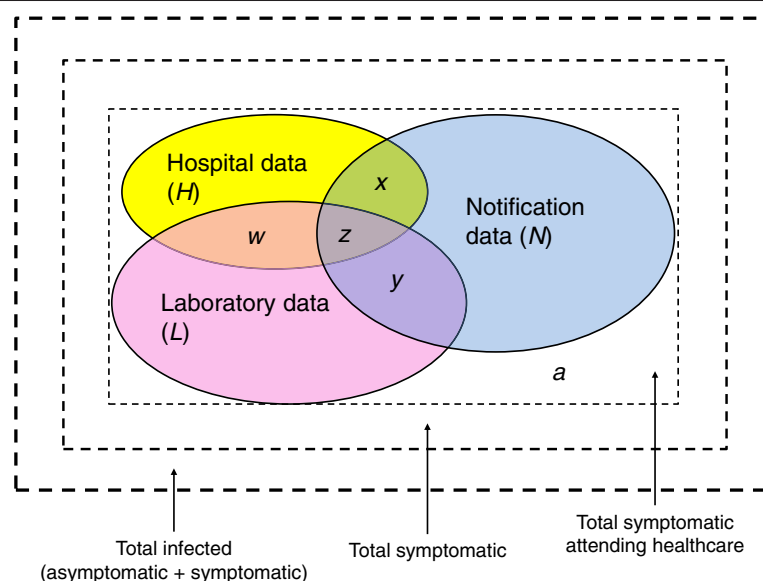 Hospital data
(H)
x
Notification
data (N)
w
z
y
Laboratory data
(L)
a
Total infected
(asymptomatic + symptomatic)
Total symptomatic
Total symptomatic
attending healthcare